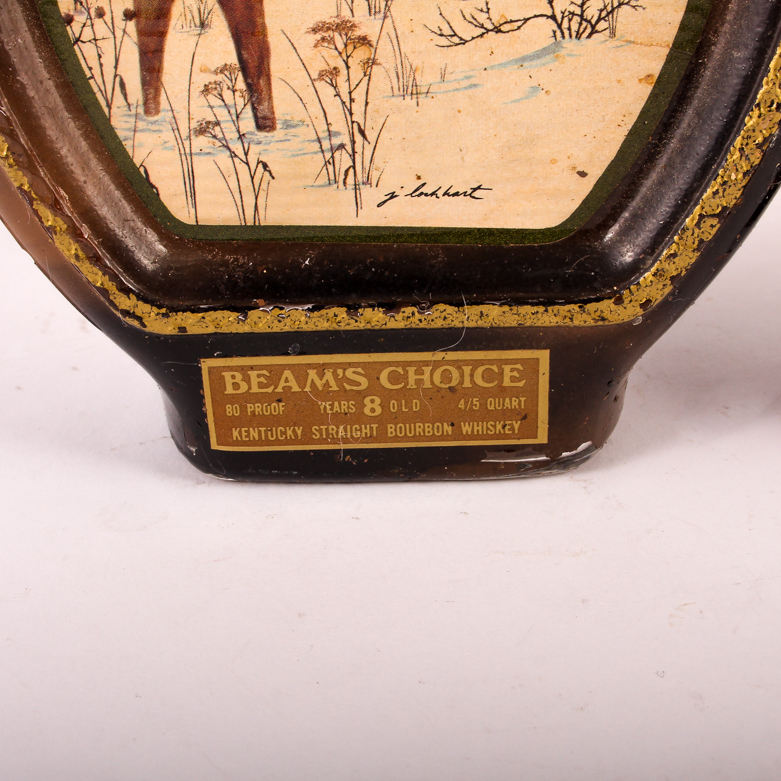 j lockhart
BEAM'S CHOICE
80 PROOF YEARS 8 OLD 4/5 QUART
KENTUCKY STRAIGHT BOURBON WHISKEY